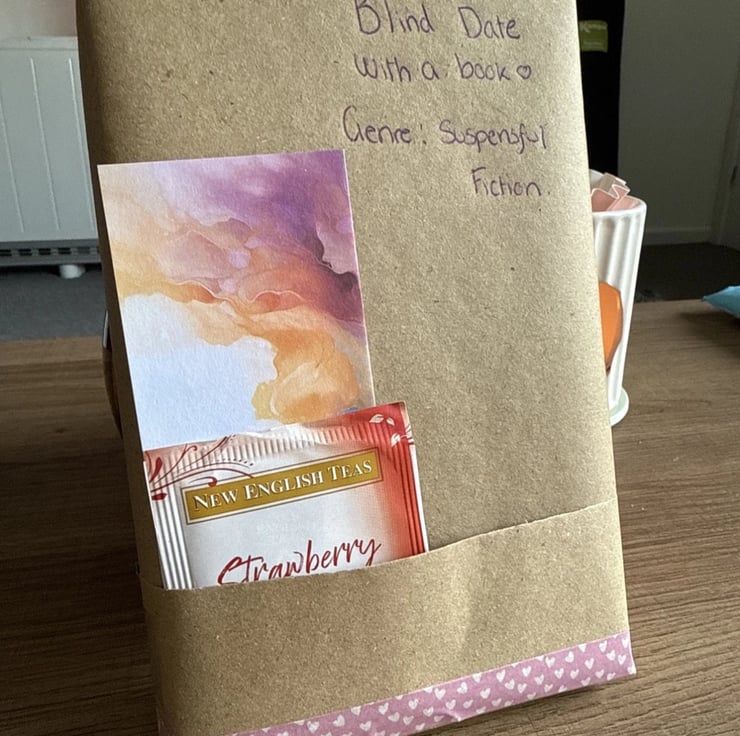 Blind Date
With a book ♡
Genre: Suspensful
Fiction.
NEW ENGLISH TEAS
Strawberry